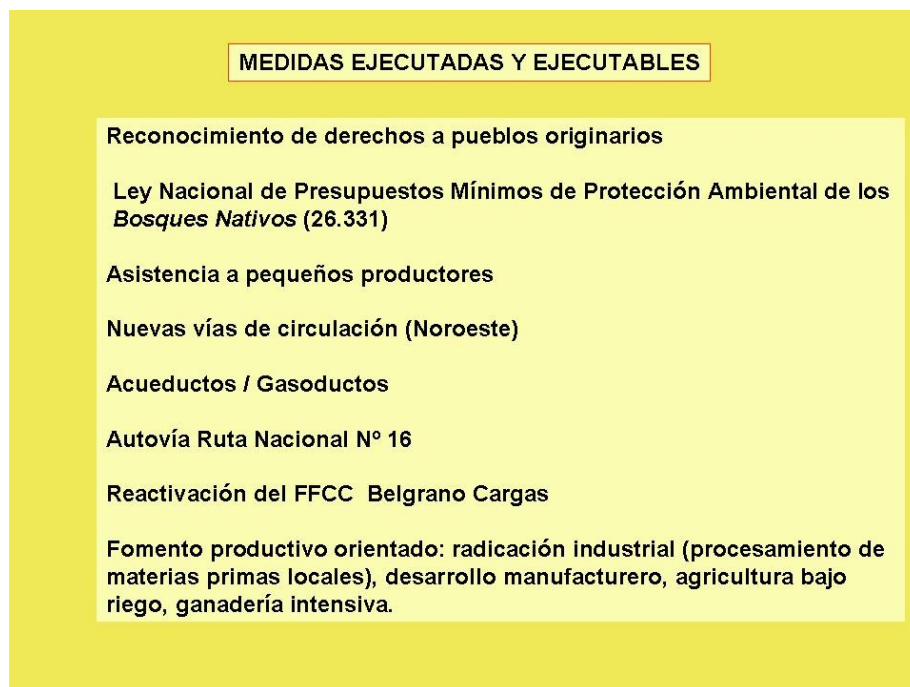 MEDIDAS EJECUTADAS Y EJECUTABLES
Reconocimiento de derechos a pueblos originarios
Ley Nacional de Presupuestos Mínimos de Protección Ambiental de los
Bosques Nativos (26.331)
Asistencia a pequeños productores
Nuevas vías de circulación (Noroeste)
Acueductos / Gasoductos
Autovía Ruta Nacional Nº 16
Reactivación del FFCC Belgrano Cargas
Fomento productivo orientado: radicación industrial (procesamiento de
materias primas locales), desarrollo manufacturero, agricultura bajo
riego, ganadería intensiva.